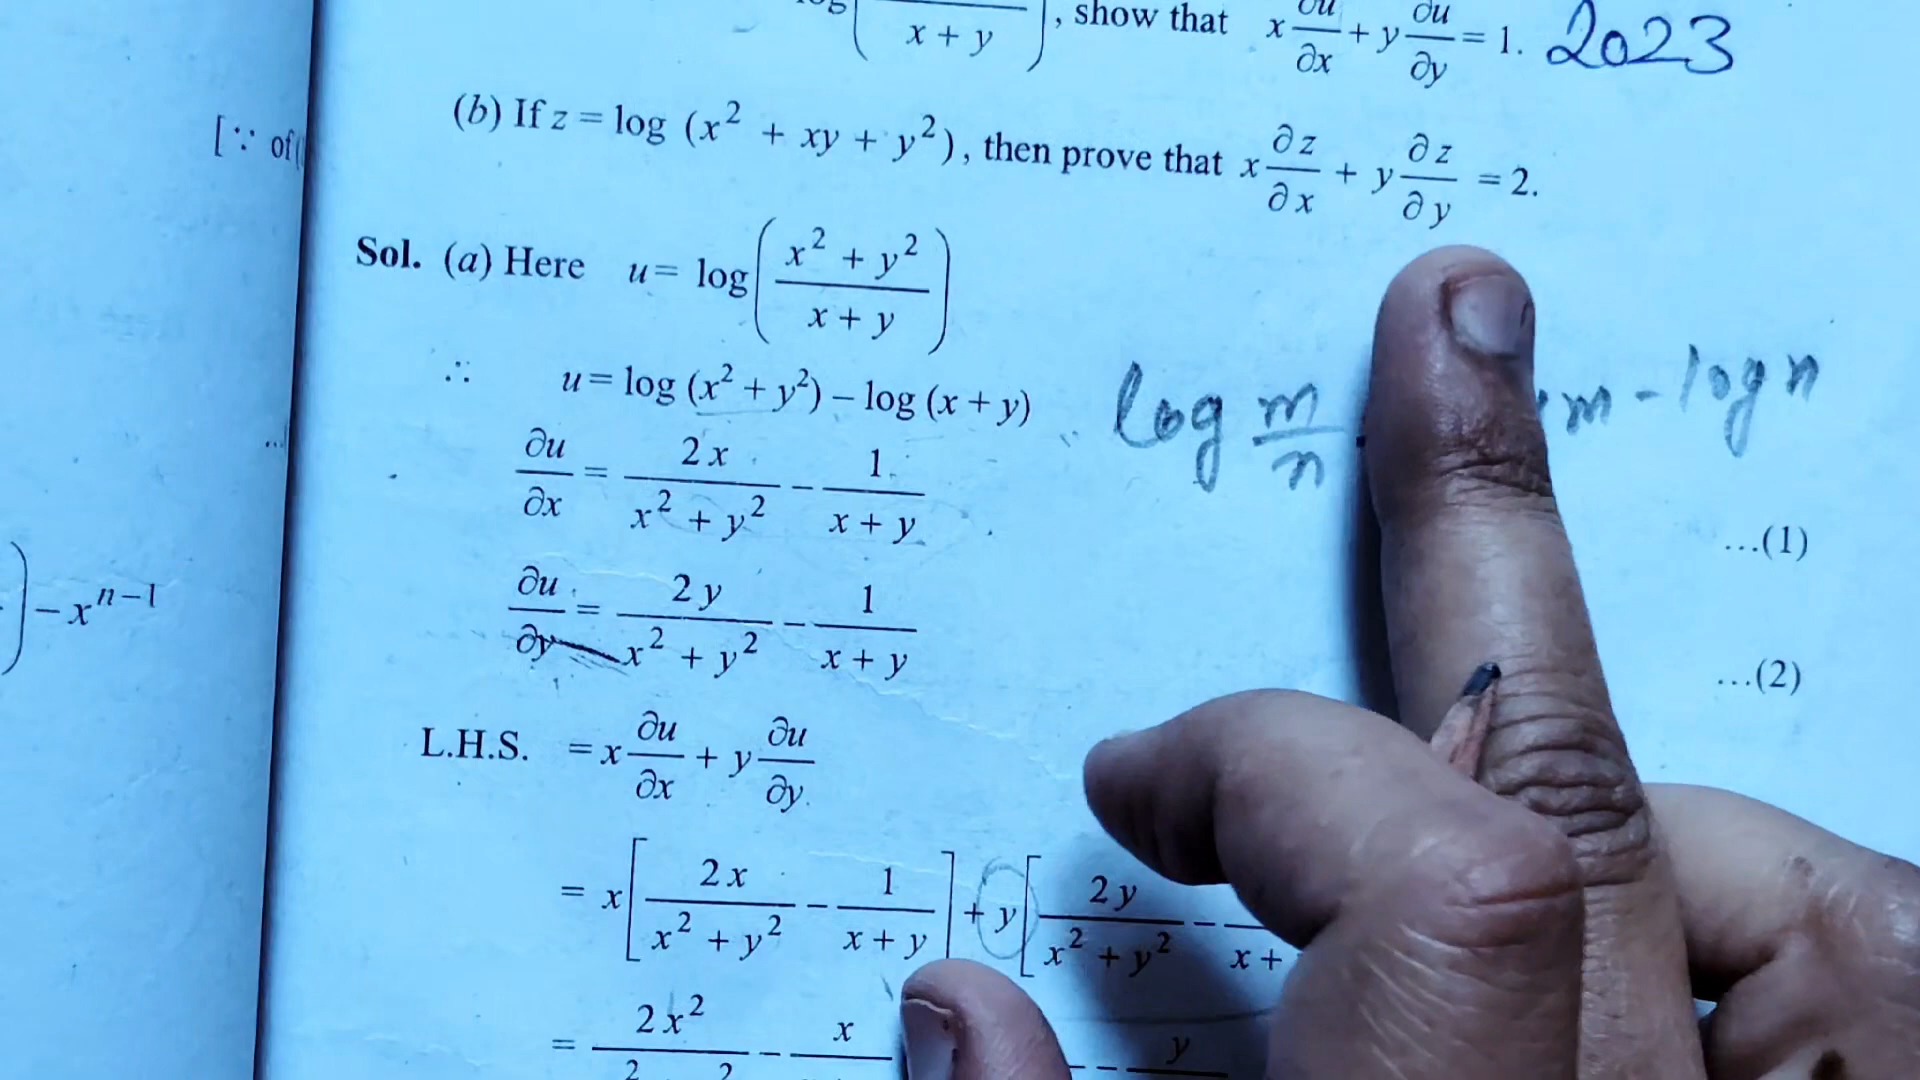 x + y , show that x ∂u/∂x + y ∂u/∂y = 1. 2023
(b) If z = log (x² + xy + y²), then prove that x ∂z/∂x + y ∂z/∂y = 2.
[∵ of
Sol. (a) Here u = log((x² + y²)/(x + y))
∴ u = log (x² + y²) – log (x + y)
log m/n m - log n
...
∂u/∂x = 2x/(x² + y²) – 1/(x + y) ...(1)
) – xⁿ⁻¹
∂u/∂y = 2y/(x² + y²) – 1/(x + y) ...(2)
L.H.S. = x ∂u/∂x + y ∂u/∂y
= x[2x/(x² + y²) – 1/(x + y)] + y[2y/(x² + y²) – x +
= 2x² – x – y